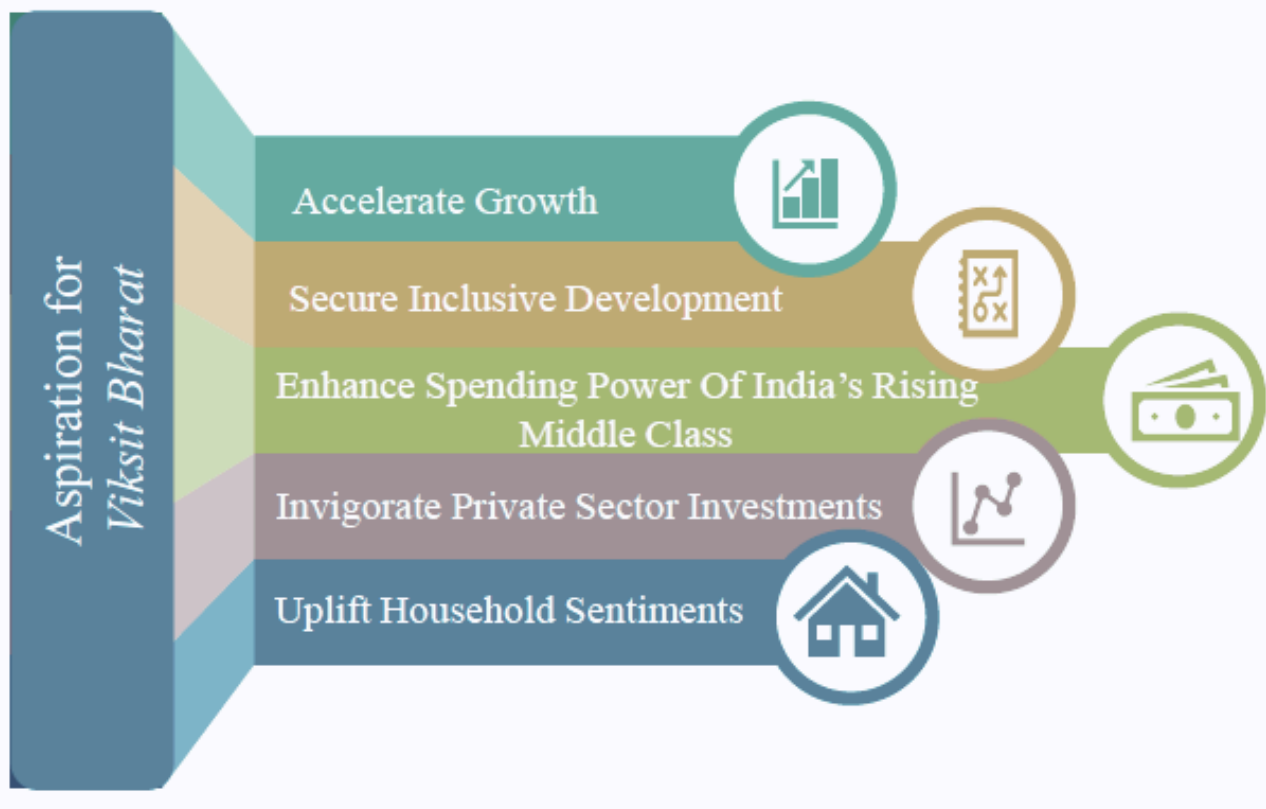 Aspiration for
Viksit Bharat
Accelerate Growth
Secure Inclusive Development
Enhance Spending Power Of India’s Rising
Middle Class
Invigorate Private Sector Investments
Uplift Household Sentiments